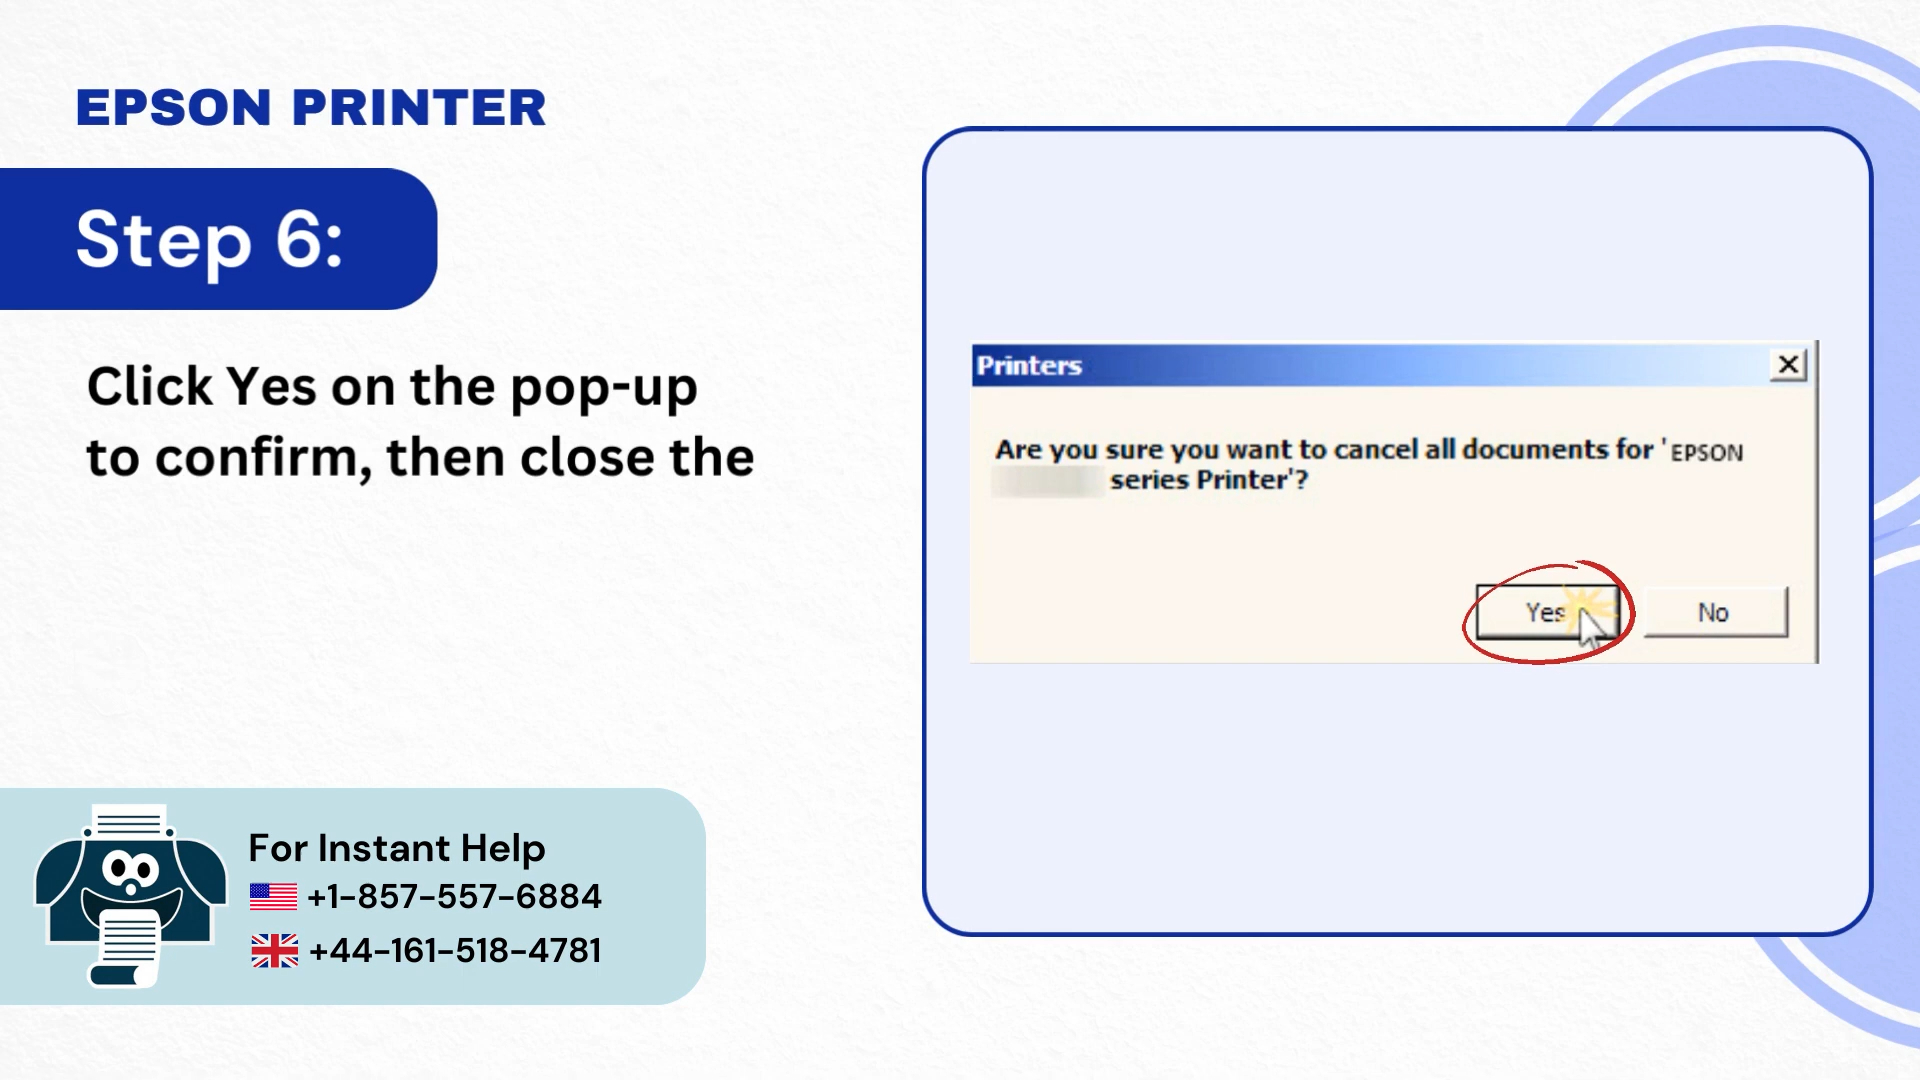 EPSON PRINTER
Step 6:
Click Yes on the pop-up
to confirm, then close the
Printers
Are you sure you want to cancel all documents for 'EPSON
series Printer'?
Yes
No
For Instant Help
+1-857-557-6884
+44-161-518-4781